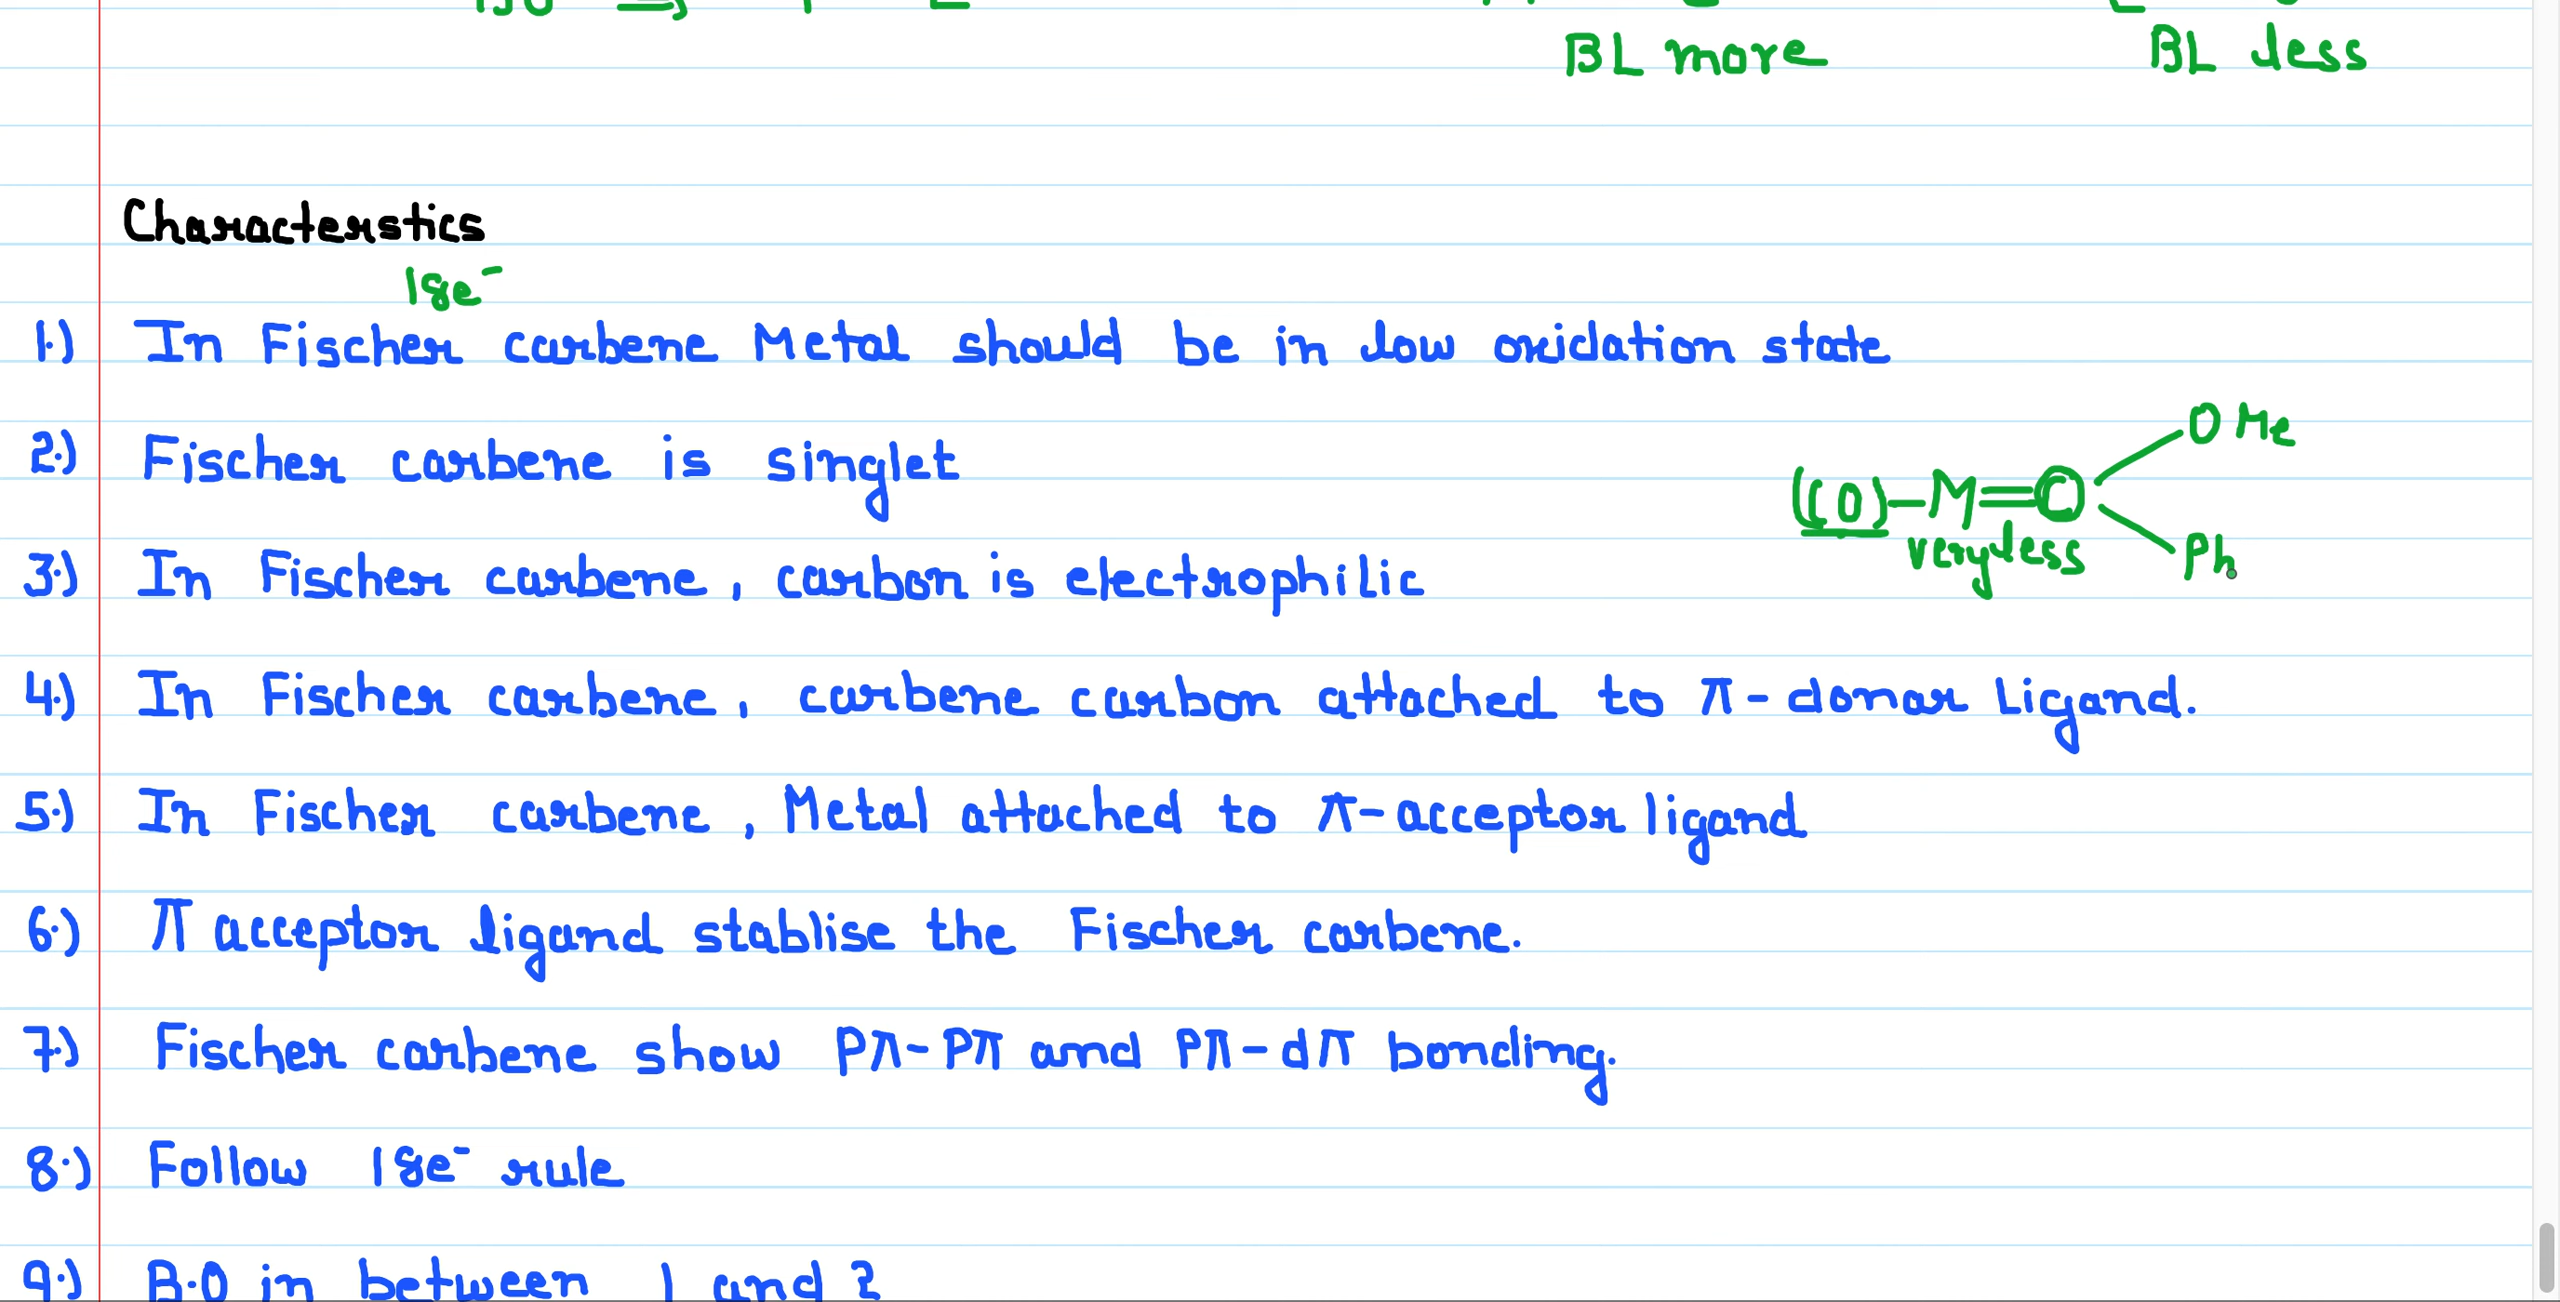 BL more BL less
Characterstics
18e⁻
1.) In Fischer carbene Metal should be in low oxidation state
OMe
2.) Fischer carbene is singlet
(CO)-M=C
very less
Ph
3.) In Fischer carbene, carbon is electrophilic
4.) In Fischer carbene, carbene carbon attached to π-donar Ligand.
5.) In Fischer carbene, Metal attached to π-acceptor ligand
6.) π acceptor ligand stablise the Fischer carbene.
7.) Fischer carbene show Pπ-Pπ and Pπ-dπ bonding.
8.) Follow 18e⁻ rule
9.) B.O in between 1 and 2